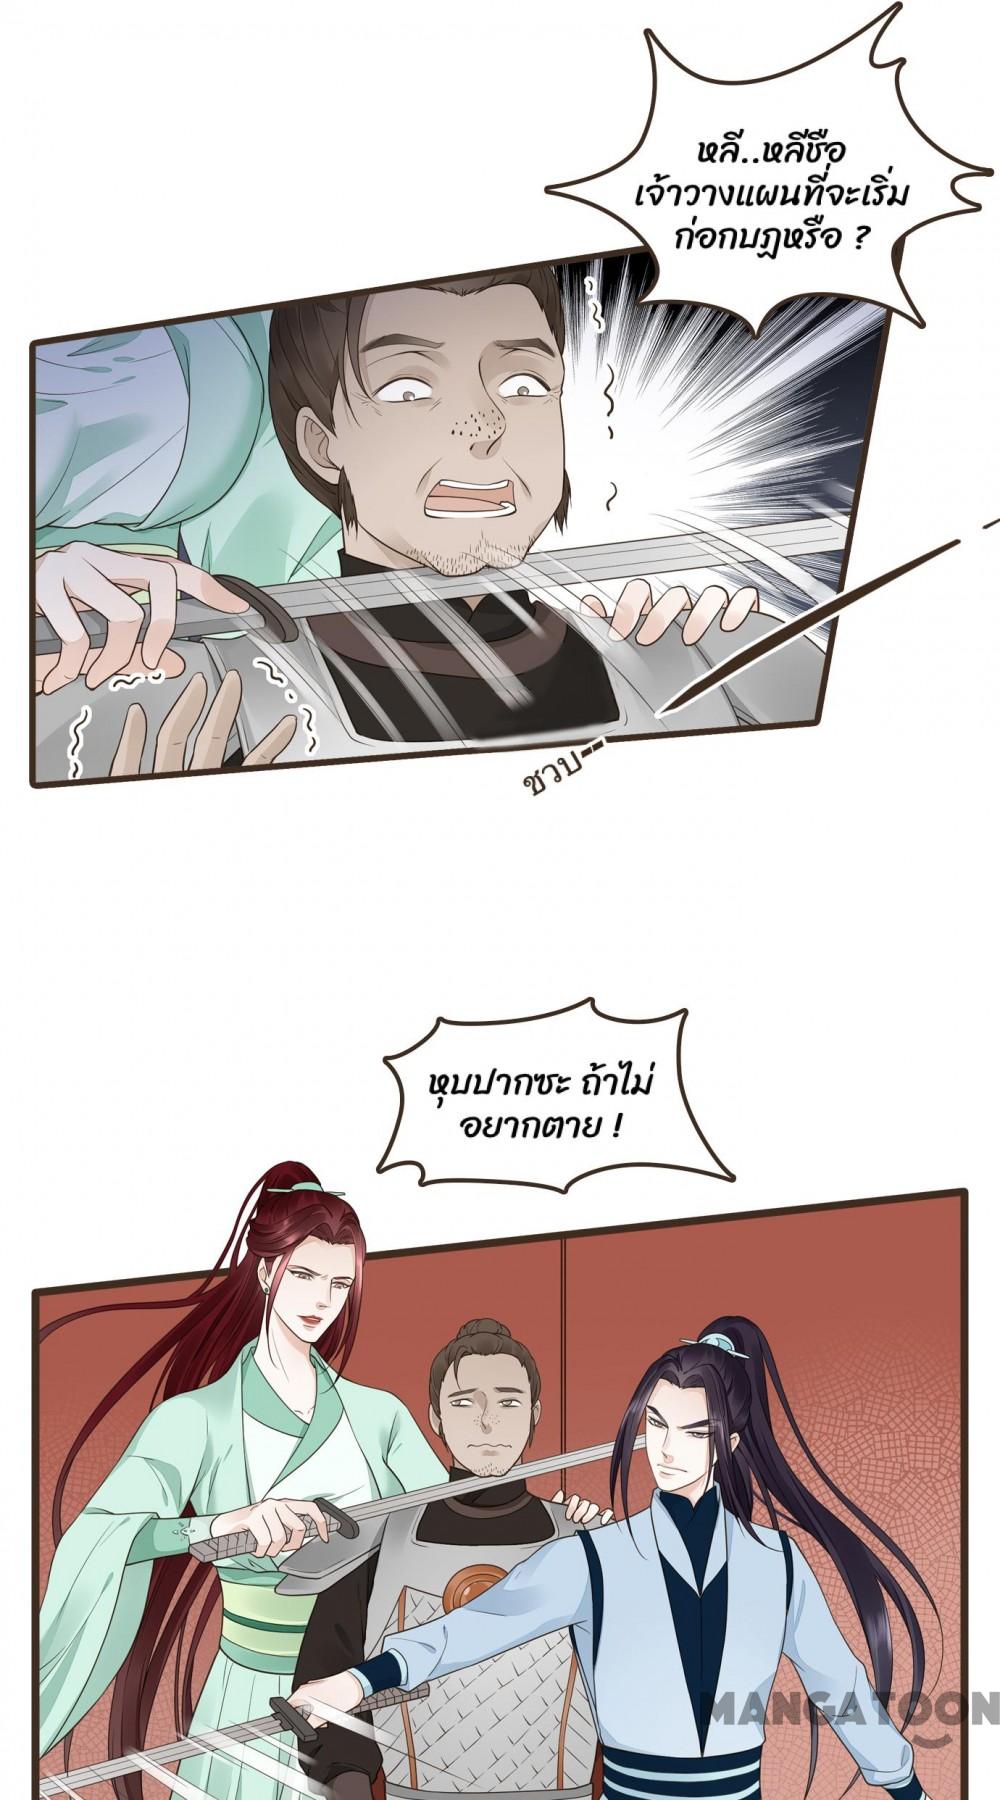 หลี..หลีชือ
เจ้าวางแผนที่จะเริ่ม
ก่อกบฏหรือ ?
ชวบ--
หุบปากซะ ถ้าไม่
อยากตาย !
MANGATOON